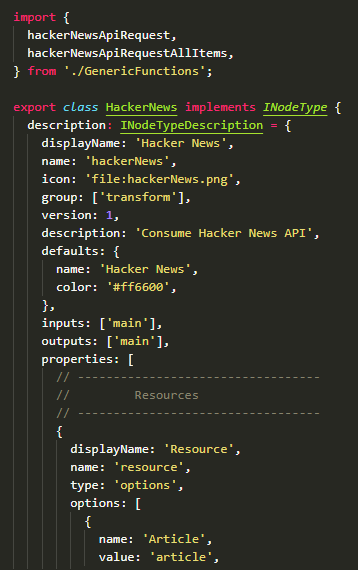 import {
  hackerNewsApiRequest,
  hackerNewsApiRequestAllItems,
} from './GenericFunctions';

export class HackerNews implements INodeType {
  description: INodeTypeDescription = {
    displayName: 'Hacker News',
    name: 'hackerNews',
    icon: 'file:hackerNews.png',
    group: ['transform'],
    version: 1,
    description: 'Consume Hacker News API',
    defaults: {
      name: 'Hacker News',
      color: '#ff6600',
    },
    inputs: ['main'],
    outputs: ['main'],
    properties: [
      // ----------------------------------
      //         Resources
      // ----------------------------------
      {
        displayName: 'Resource',
        name: 'resource',
        type: 'options',
        options: [
          {
            name: 'Article',
            value: 'article',